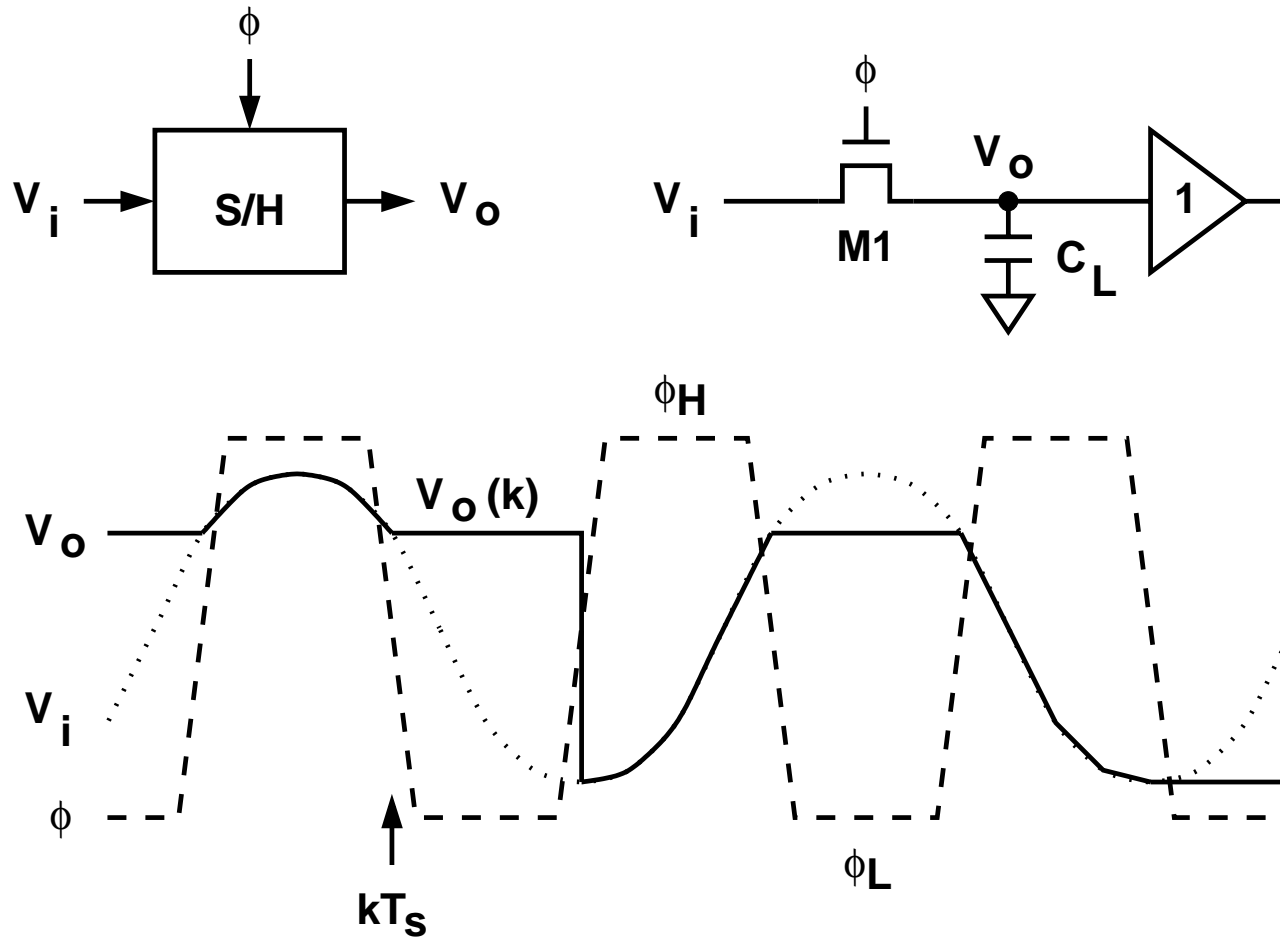 ϕ
ϕ
V_i S/H V_o
V_i M1 V_o C_L 1
ϕ_H
V_o V_o (k)
V_i
ϕ
ϕ_L
kT_s